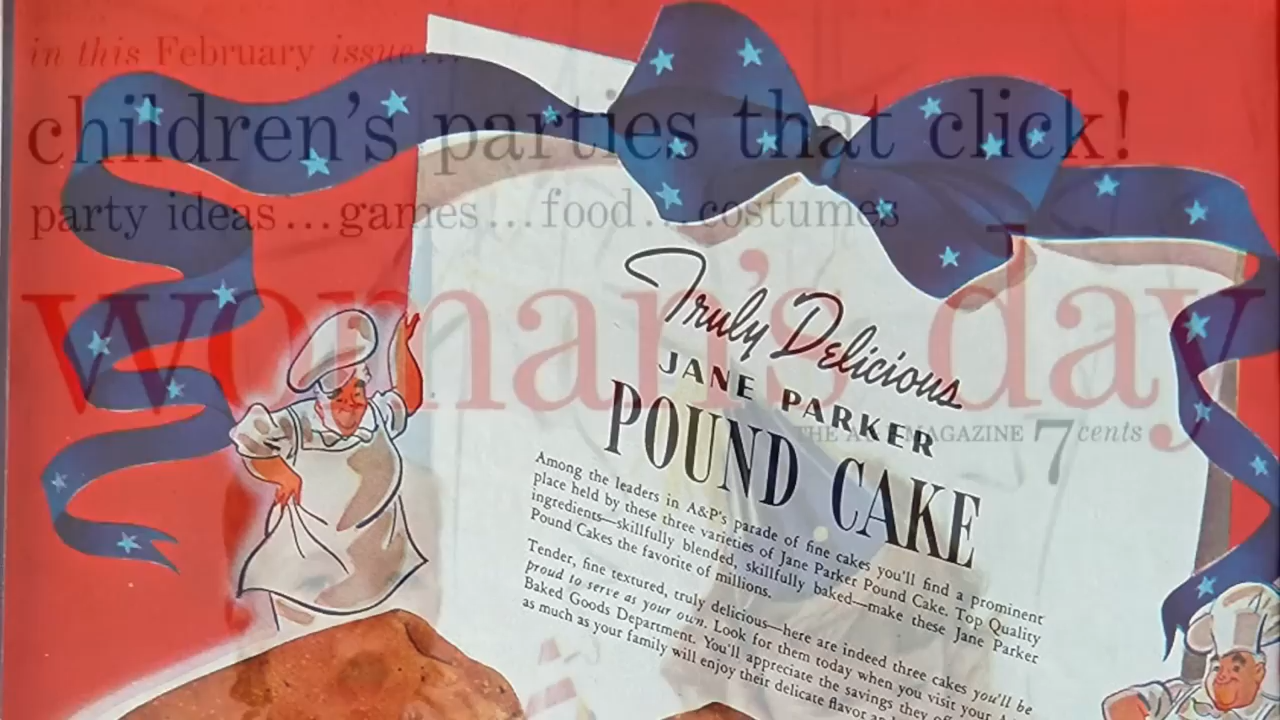 in this February issue...
children's parties that click!
party ideas...games...food...costumes
woman's day
THE A&P MAGAZINE 7 cents
Truly Delicious
JANE PARKER
POUND CAKE
Among the leaders in A&P's parade of fine cakes you'll find a prominent
place held by these three varieties of Jane Parker Pound Cake. Top Quality
ingredients—skillfully blended, skillfully baked—make these Jane Parker
Pound Cakes the favorite of millions.
Tender, fine textured, truly delicious—here are indeed three cakes you'll be
proud to serve as your own. Look for them today when you visit your
Baked Goods Department. You'll appreciate the savings they
as much as your family will enjoy their delicate flavor